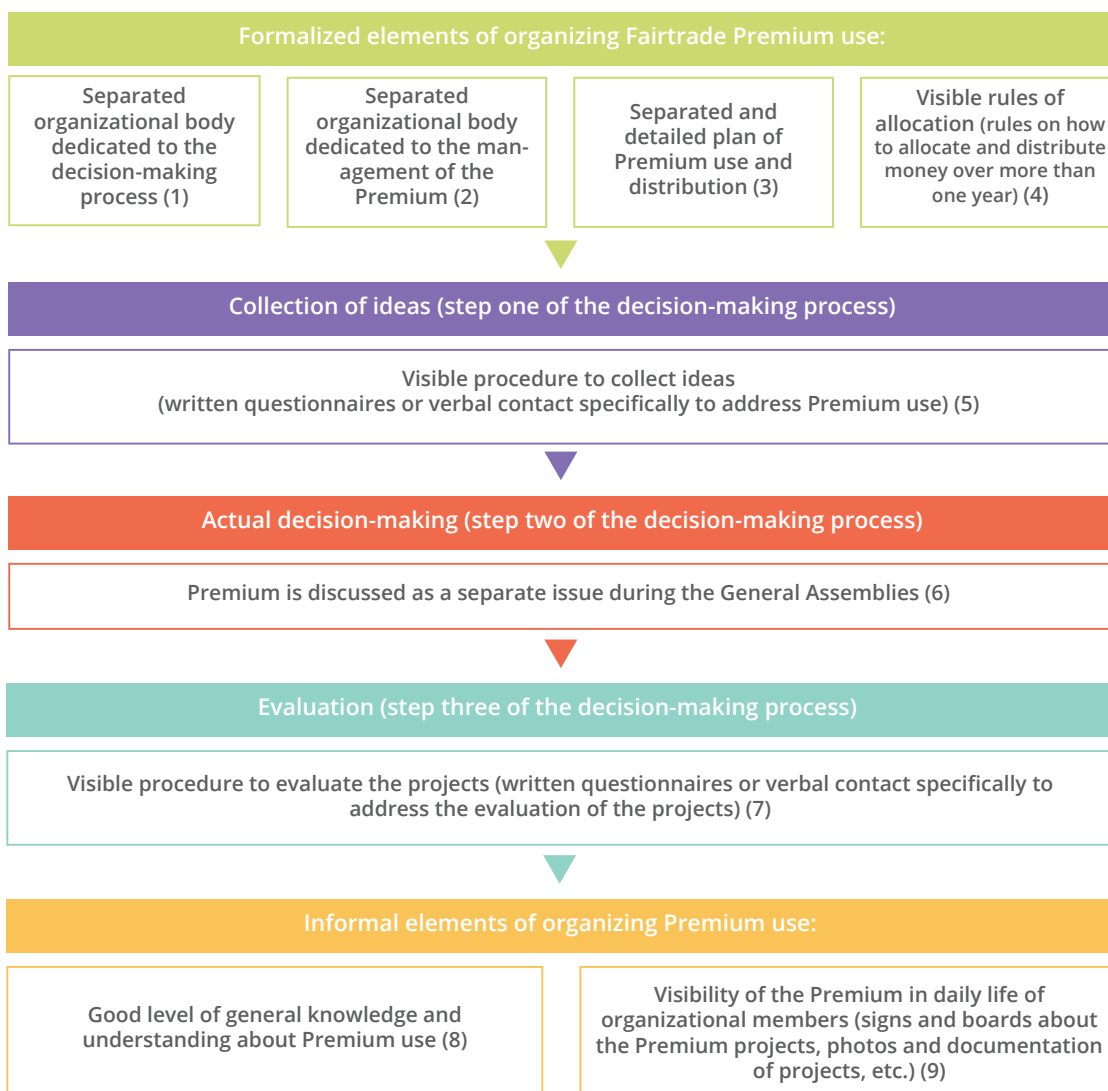 Formalized elements of organizing Fairtrade Premium use:
Separated
organizational body
dedicated to the
decision-making
process (1)
Separated
organizational body
dedicated to the man-
agement of the
Premium (2)
Separated and
detailed plan of
Premium use and
distribution (3)
Visible rules of
allocation (rules on how
to allocate and distribute
money over more than
one year) (4)
Collection of ideas (step one of the decision-making process)
Visible procedure to collect ideas
(written questionnaires or verbal contact specifically to address Premium use) (5)
Actual decision-making (step two of the decision-making process)
Premium is discussed as a separate issue during the General Assemblies (6)
Evaluation (step three of the decision-making process)
Visible procedure to evaluate the projects (written questionnaires or verbal contact specifically to
address the evaluation of the projects) (7)
Informal elements of organizing Premium use:
Good level of general knowledge and
understanding about Premium use (8)
Visibility of the Premium in daily life of
organizational members (signs and boards about
the Premium projects, photos and documentation
of projects, etc.) (9)